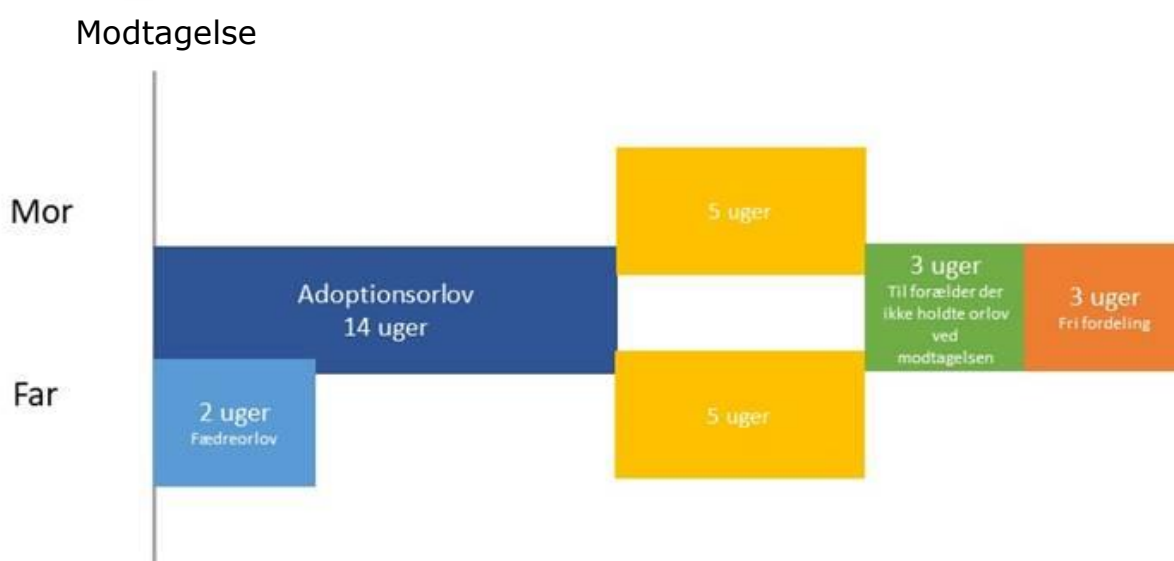 Modtagelse
Mor
5 uger
Adoptionsorlov
14 uger
3 uger
Til forælder der
ikke holdte orlov
ved
modtagelsen
3 uger
Fri fordeling
Far
2 uger
Fædreorlov
5 uger